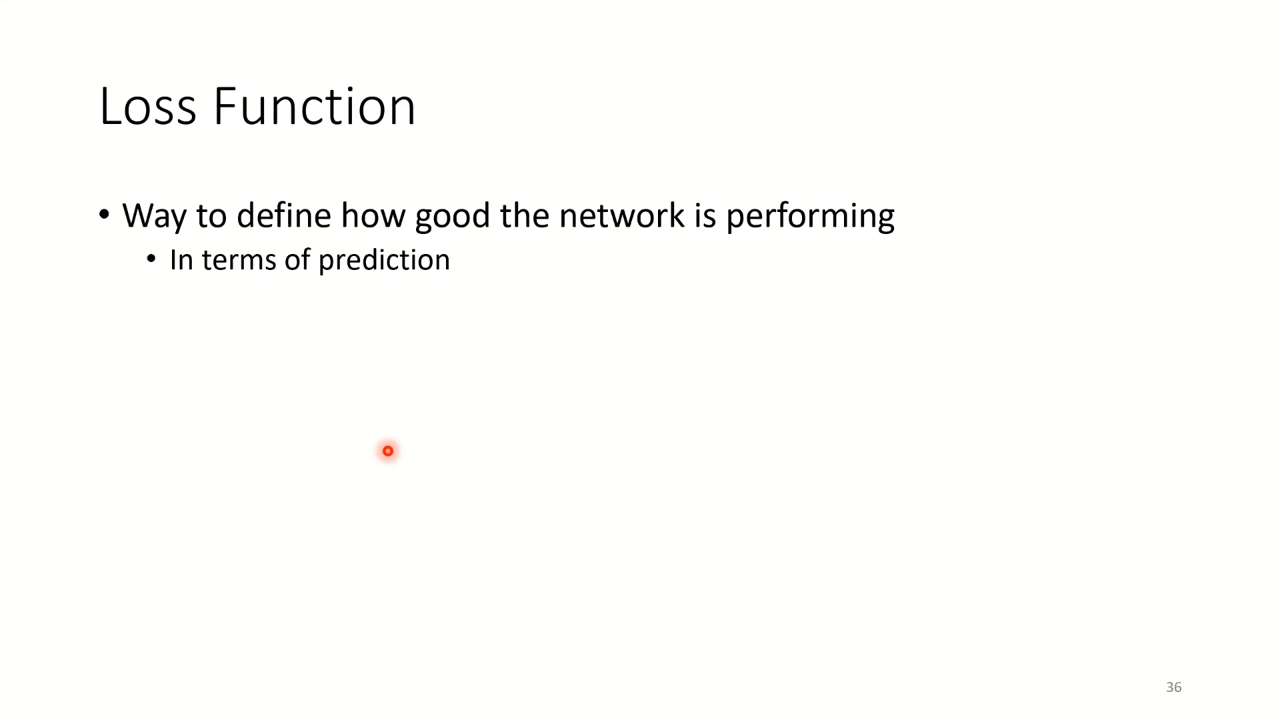 Loss Function
• Way to define how good the network is performing
• In terms of prediction
36